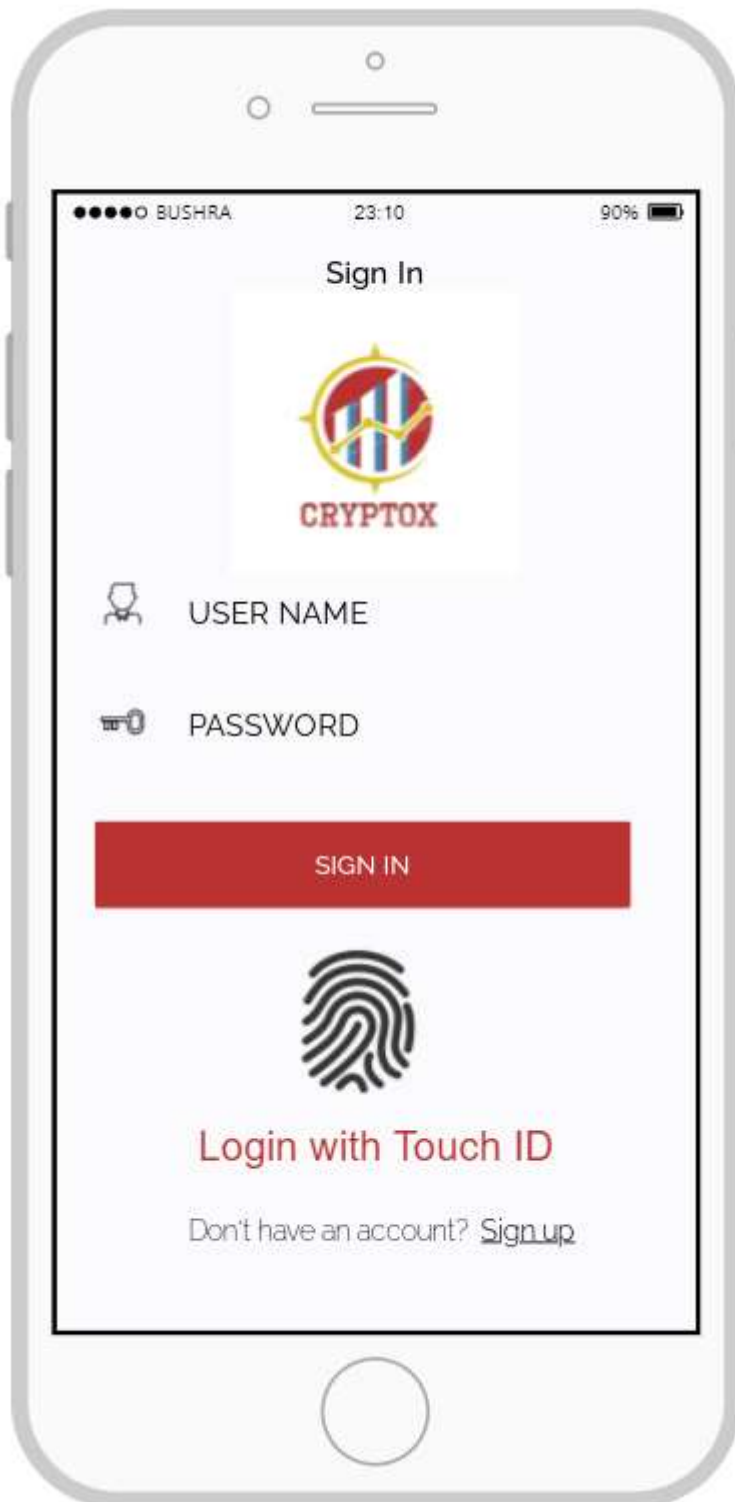 BUSHRA 23:10 90%
Sign In
CRYPTOX
USER NAME
PASSWORD
SIGN IN
Login with Touch ID
Don't have an account? Sign up